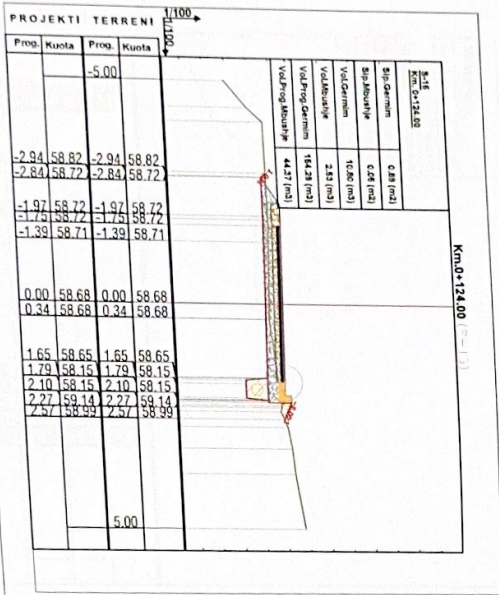 PROJEKTI TERRENI
1/100
1/100
Prog. Kuota Prog. Kuota
-5.00
-2.94 58.82 -2.94 58.82
-2.84 58.72 -2.84 58.72
-1.97 58.72 -1.97 58.72
-1.75 58.72 -1.75 58.72
-1.39 58.71 -1.39 58.71
0.00 58.68 0.00 58.68
0.34 58.68 0.34 58.68
1.65 58.65 1.65 58.65
1.79 58.15 1.79 58.15
2.10 58.15 2.10 58.15
2.27 59.14 2.27 59.14
2.57 58.99 2.57 58.99
5.00
S-15
Km. 0+124.00
Sip.Germim 0.89 (m2)
Sip.Mbushje 0.06 (m2)
Vol.Germim 10.80 (m3)
Vol.Mbushje 2.53 (m3)
Vol.Prog.Germim 154.29 (m3)
Vol.Prog.Mbushje 44.37 (m3)
Km.0+124.00